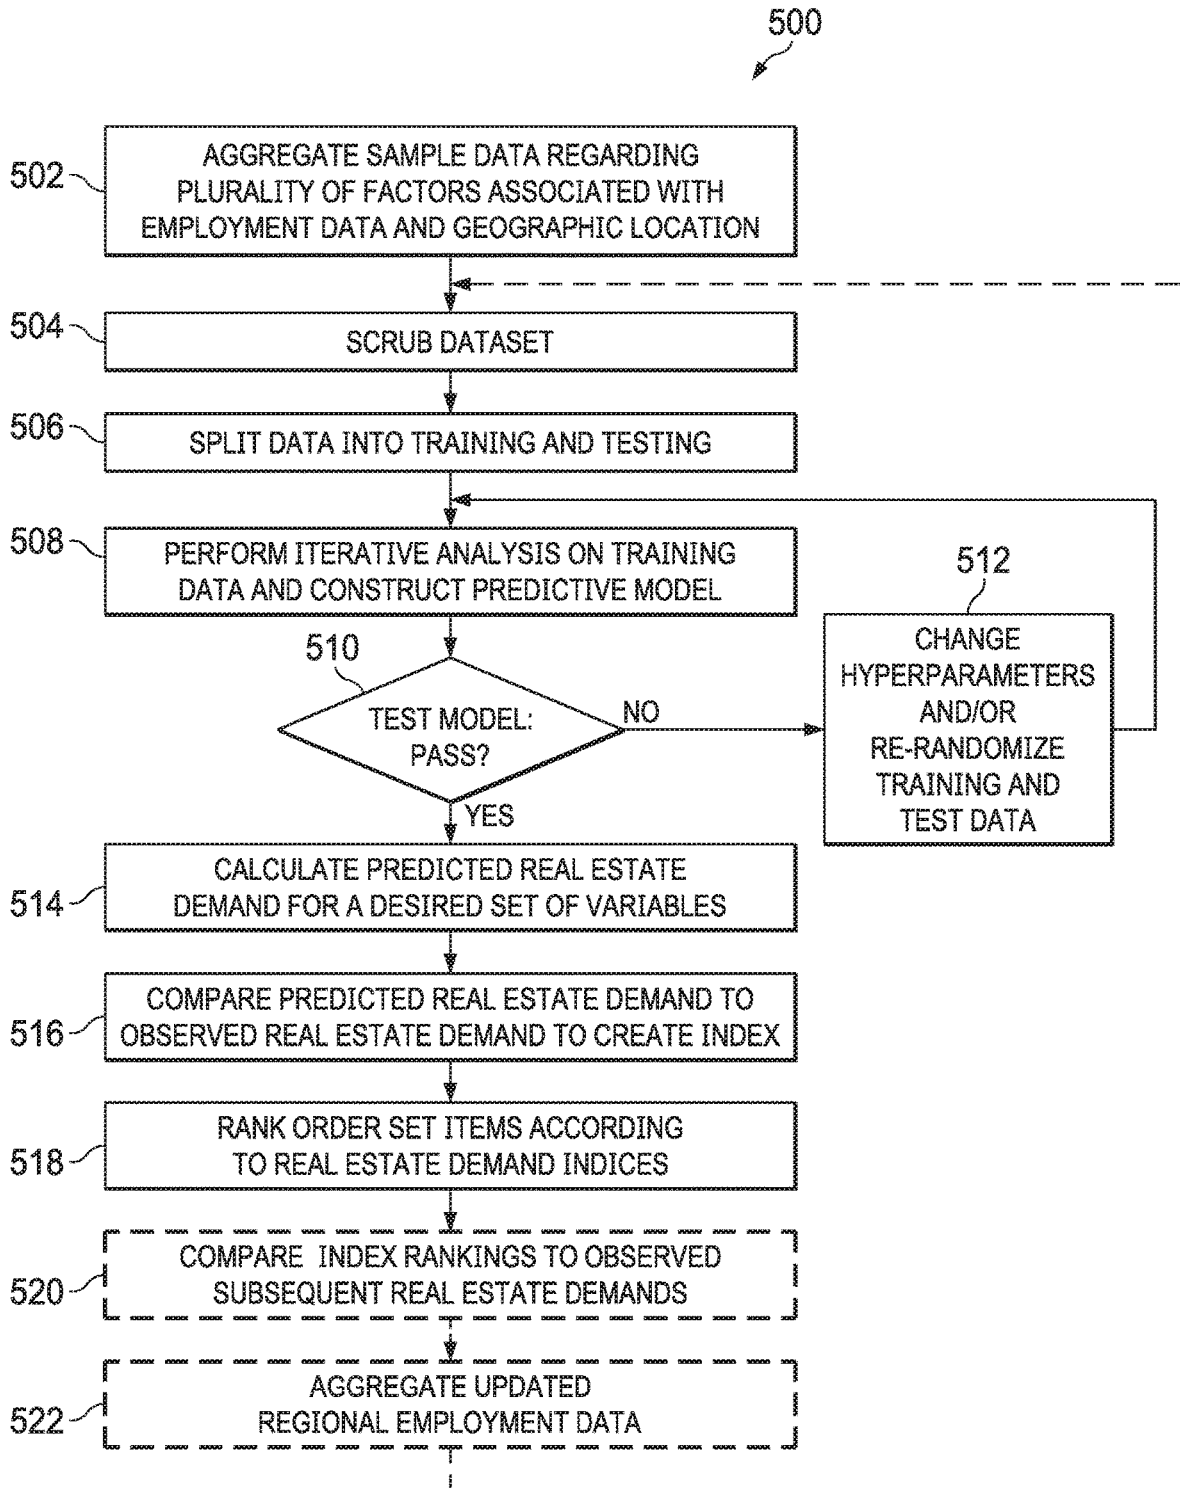 500
502
AGGREGATE SAMPLE DATA REGARDING
PLURALITY OF FACTORS ASSOCIATED WITH
EMPLOYMENT DATA AND GEOGRAPHIC LOCATION
504
SCRUB DATASET
506
SPLIT DATA INTO TRAINING AND TESTING
508
PERFORM ITERATIVE ANALYSIS ON TRAINING
DATA AND CONSTRUCT PREDICTIVE MODEL
510
TEST MODEL:
PASS?
NO
512
CHANGE
HYPERPARAMETERS
AND/OR
RE-RANDOMIZE
TRAINING AND
TEST DATA
YES
514
CALCULATE PREDICTED REAL ESTATE
DEMAND FOR A DESIRED SET OF VARIABLES
516
COMPARE PREDICTED REAL ESTATE DEMAND TO
OBSERVED REAL ESTATE DEMAND TO CREATE INDEX
518
RANK ORDER SET ITEMS ACCORDING
TO REAL ESTATE DEMAND INDICES
520
COMPARE INDEX RANKINGS TO OBSERVED
SUBSEQUENT REAL ESTATE DEMANDS
522
AGGREGATE UPDATED
REGIONAL EMPLOYMENT DATA